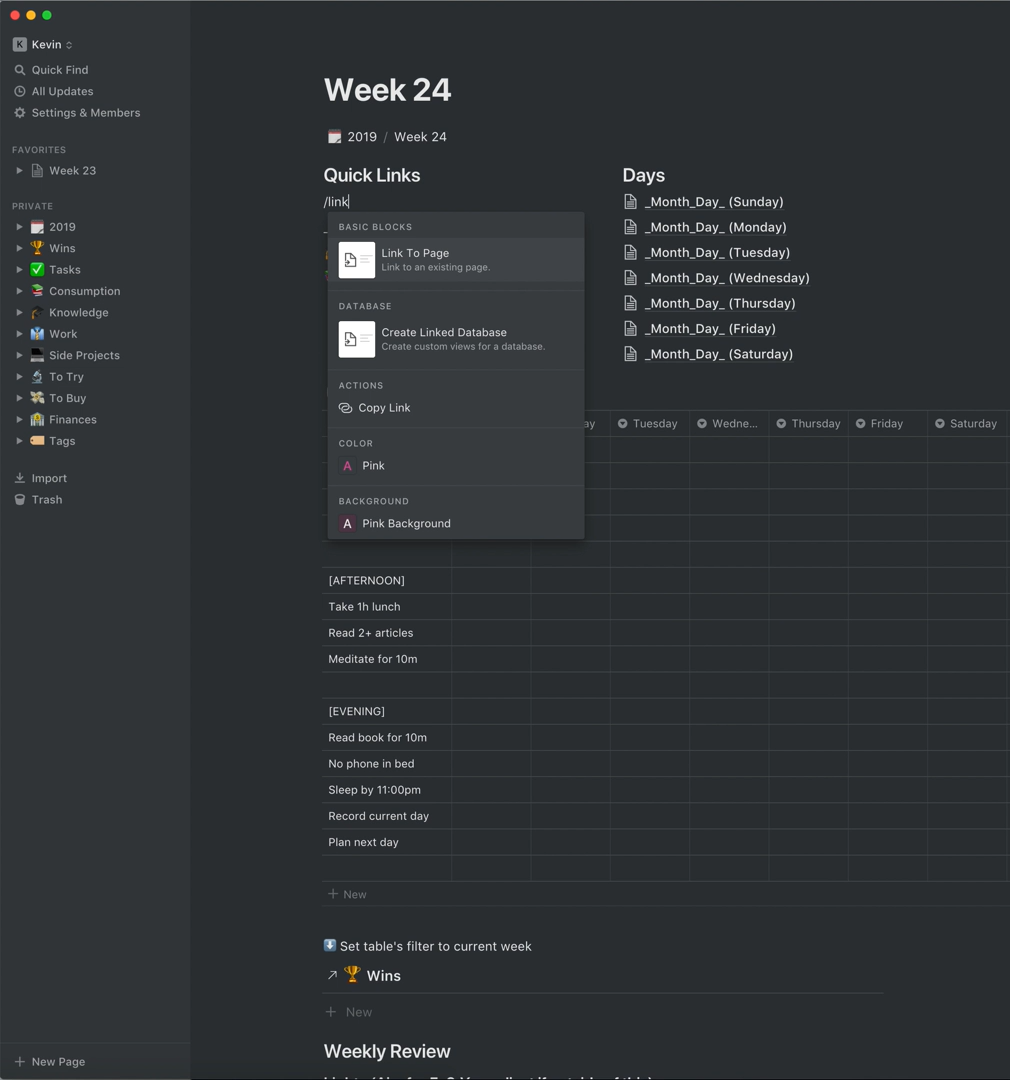 K Kevin
Quick Find
All Updates
Settings & Members
FAVORITES
Week 23
PRIVATE
2019
Wins
Tasks
Consumption
Knowledge
Work
Side Projects
To Try
To Buy
Finances
Tags
Import
Trash
New Page
Week 24
2019 / Week 24
Quick Links
/link
BASIC BLOCKS
Link To Page
Link to an existing page.
DATABASE
Create Linked Database
Create custom views for a database.
ACTIONS
Copy Link
COLOR
A Pink
BACKGROUND
A Pink Background
Days
_Month_Day_ (Sunday)
_Month_Day_ (Monday)
_Month_Day_ (Tuesday)
_Month_Day_ (Wednesday)
_Month_Day_ (Thursday)
_Month_Day_ (Friday)
_Month_Day_ (Saturday)
ay Tuesday Wedne... Thursday Friday Saturday
[AFTERNOON]
Take 1h lunch
Read 2+ articles
Meditate for 10m
[EVENING]
Read book for 10m
No phone in bed
Sleep by 11:00pm
Record current day
Plan next day
New
Set table's filter to current week
Wins
New
Weekly Review